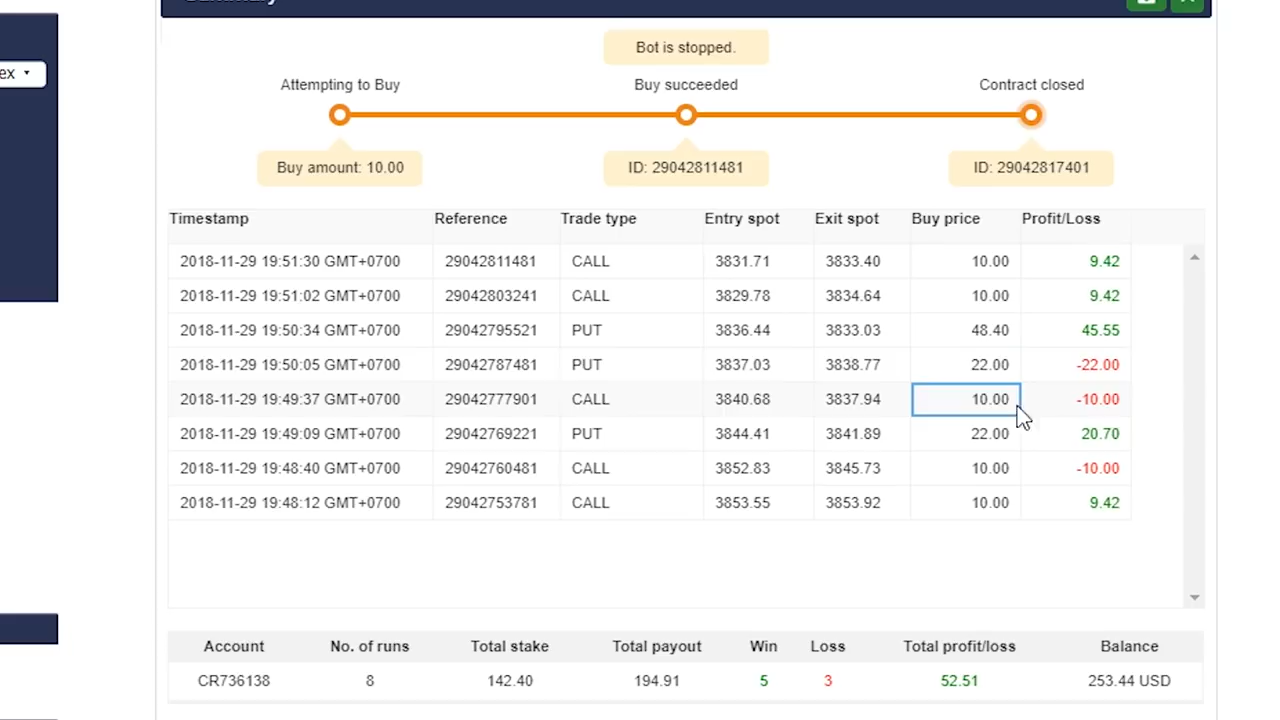 ex
Bot is stopped.
Attempting to Buy Buy succeeded Contract closed
Buy amount: 10.00 ID: 29042811481 ID: 29042817401
Timestamp Reference Trade type Entry spot Exit spot Buy price Profit/Loss
2018-11-29 19:51:30 GMT+0700 29042811481 CALL 3831.71 3833.40 10.00 9.42
2018-11-29 19:51:02 GMT+0700 29042803241 CALL 3829.78 3834.64 10.00 9.42
2018-11-29 19:50:34 GMT+0700 29042795521 PUT 3836.44 3833.03 48.40 45.55
2018-11-29 19:50:05 GMT+0700 29042787481 PUT 3837.03 3838.77 22.00 -22.00
2018-11-29 19:49:37 GMT+0700 29042777901 CALL 3840.68 3837.94 10.00 -10.00
2018-11-29 19:49:09 GMT+0700 29042769221 PUT 3844.41 3841.89 22.00 20.70
2018-11-29 19:48:40 GMT+0700 29042760481 CALL 3852.83 3845.73 10.00 -10.00
2018-11-29 19:48:12 GMT+0700 29042753781 CALL 3853.55 3853.92 10.00 9.42
Account No. of runs Total stake Total payout Win Loss Total profit/loss Balance
CR736138 8 142.40 194.91 5 3 52.51 253.44 USD